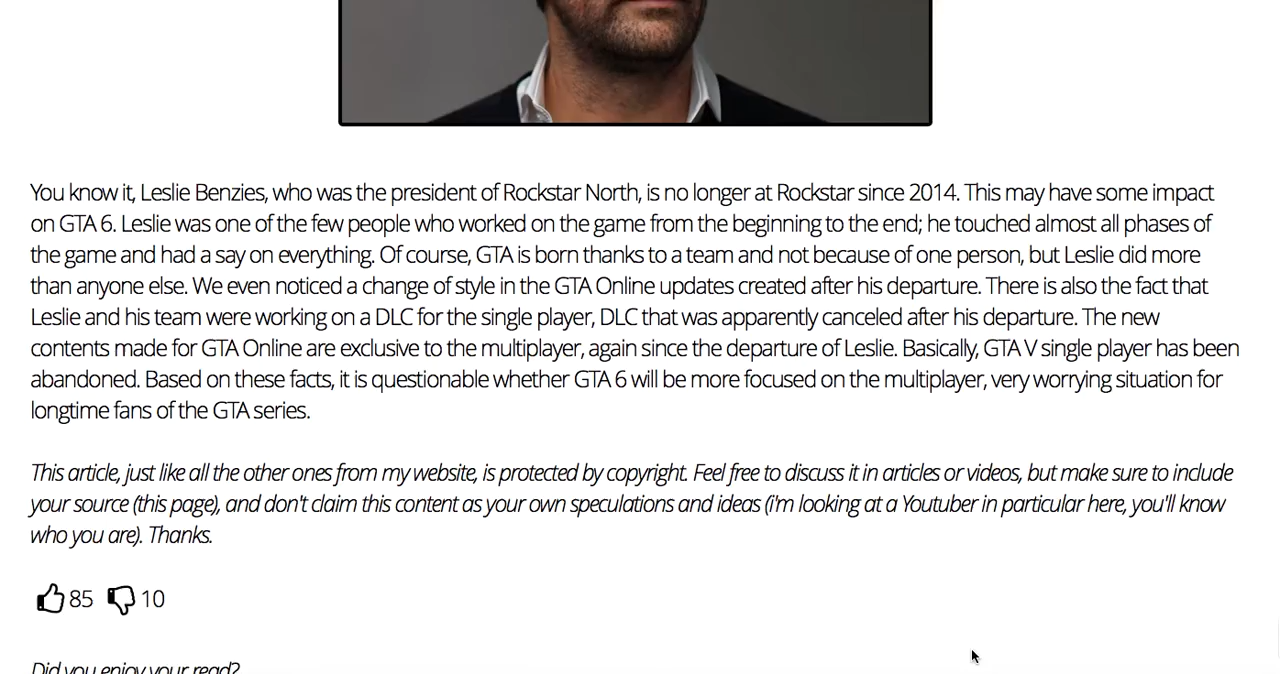 You know it, Leslie Benzies, who was the president of Rockstar North, is no longer at Rockstar since 2014. This may have some impact
on GTA 6. Leslie was one of the few people who worked on the game from the beginning to the end; he touched almost all phases of
the game and had a say on everything. Of course, GTA is born thanks to a team and not because of one person, but Leslie did more
than anyone else. We even noticed a change of style in the GTA Online updates created after his departure. There is also the fact that
Leslie and his team were working on a DLC for the single player, DLC that was apparently canceled after his departure. The new
contents made for GTA Online are exclusive to the multiplayer, again since the departure of Leslie. Basically, GTA V single player has been
abandoned. Based on these facts, it is questionable whether GTA 6 will be more focused on the multiplayer, very worrying situation for
longtime fans of the GTA series.
This article, just like all the other ones from my website, is protected by copyright. Feel free to discuss it in articles or videos, but make sure to include
your source (this page), and don't claim this content as your own speculations and ideas (i'm looking at a Youtuber in particular here, you'll know
who you are). Thanks.
85 10
Did you enjoy your read?